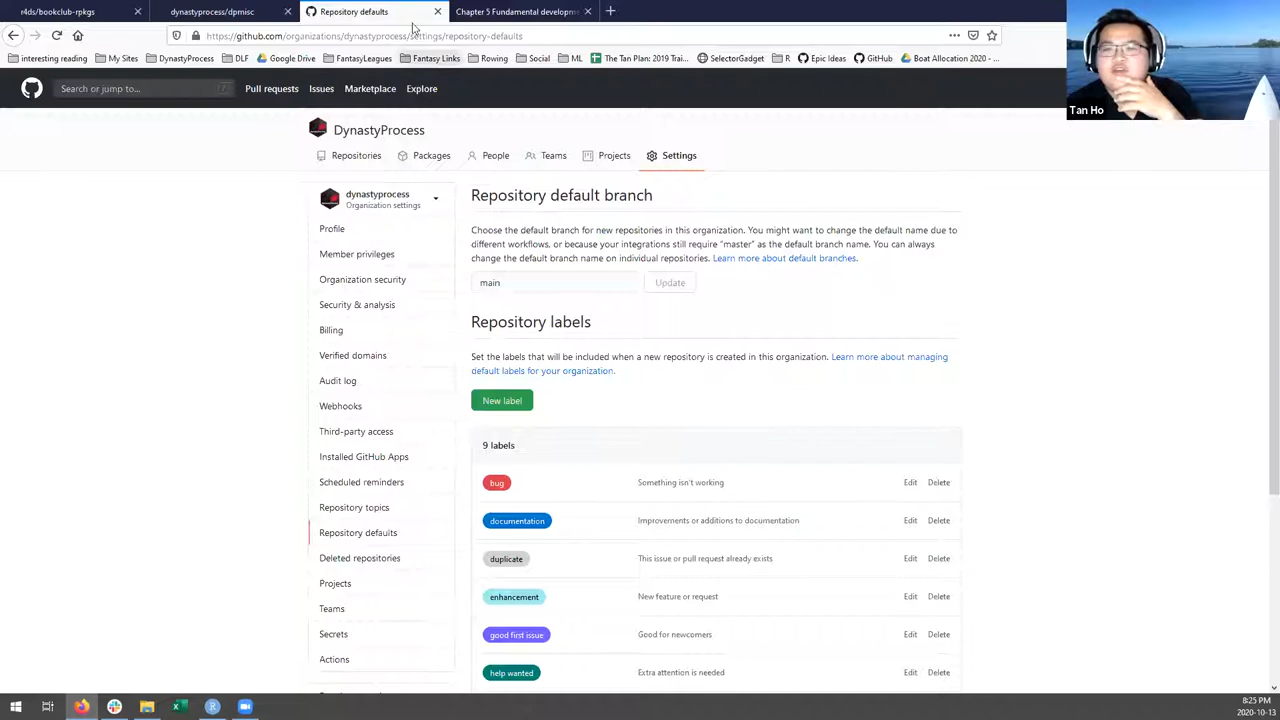 r4ds/bookclub-rpkgs
dynastyprocess/dpmisc
Repository defaults
Chapter 5 Fundamental developm
https://github.com/organizations/dynastyprocess/settings/repository-defaults
interesting reading
My Sites
DynastyProcess
DLF
Google Drive
FantasyLeagues
Fantasy Links
Rowing
Social
ML
The Tan Plan: 2019 Trai...
SelectorGadget
R
Epic Ideas
GitHub
Boat Allocation 2020 - ...
Search or jump to...
/
Pull requests
Issues
Marketplace
Explore
Tan Ho
DynastyProcess
Repositories
Packages
People
Teams
Projects
Settings
dynastyprocess
Organization settings
Profile
Member privileges
Organization security
Security & analysis
Billing
Verified domains
Audit log
Webhooks
Third-party access
Installed GitHub Apps
Scheduled reminders
Repository topics
Repository defaults
Deleted repositories
Projects
Teams
Secrets
Actions
Repository default branch
Choose the default branch for new repositories in this organization. You might want to change the default name due to
different workflows, or because your integrations still require "master" as the default branch name. You can always
change the default branch name on individual repositories. Learn more about default branches.
main
Update
Repository labels
Set the labels that will be included when a new repository is created in this organization. Learn more about managing
default labels for your organization.
New label
9 labels
bug
Something isn't working
Edit
Delete
documentation
Improvements or additions to documentation
Edit
Delete
duplicate
This issue or pull request already exists
Edit
Delete
enhancement
New feature or request
Edit
Delete
good first issue
Good for newcomers
Edit
Delete
help wanted
Extra attention is needed
Edit
Delete
8:25 PM
2020-10-13